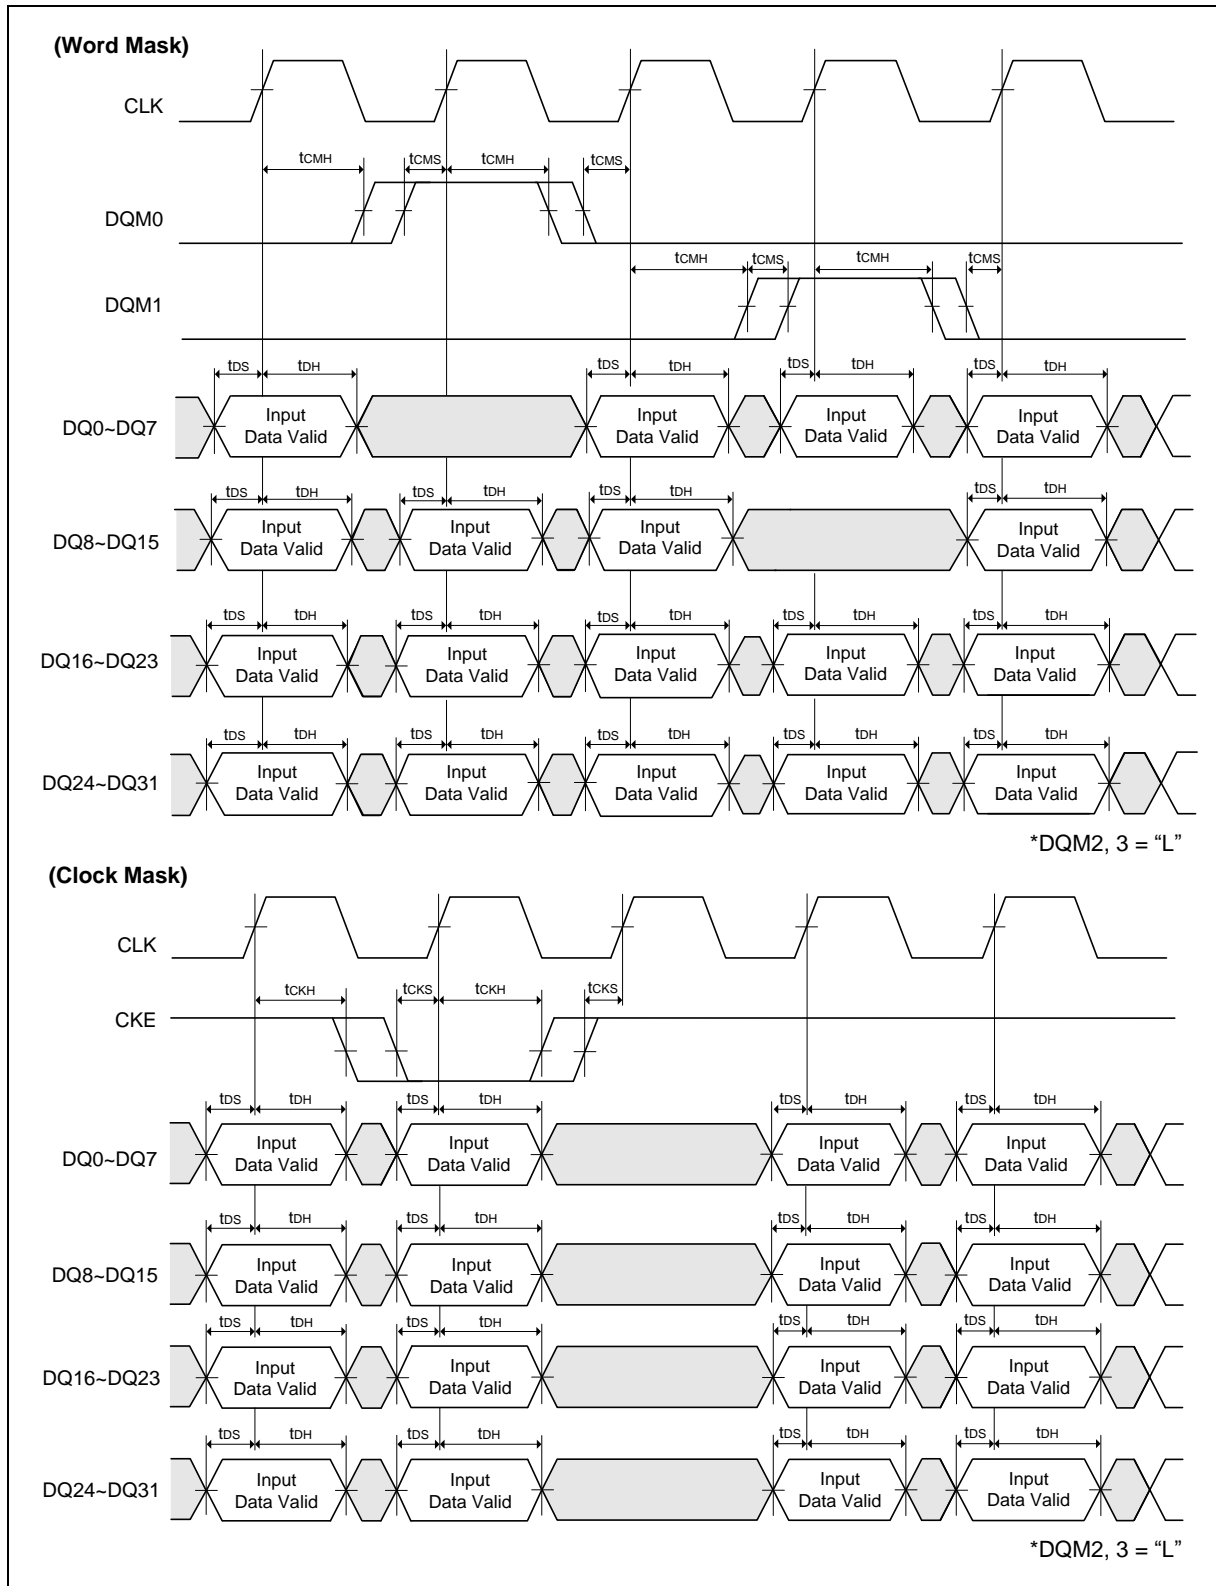 (Word Mask)
CLK
tCMH tCMS tCMH tCMS
DQM0
tCMH tCMS tCMH tCMS
DQM1
tDS tDH tDS tDH tDS tDH tDS tDH
DQ0~DQ7
Input Data Valid
Input Data Valid
Input Data Valid
Input Data Valid
tDS tDH tDS tDH tDS tDH tDS tDH
DQ8~DQ15
Input Data Valid
Input Data Valid
Input Data Valid
Input Data Valid
tDS tDH tDS tDH tDS tDH tDS tDH tDS tDH
DQ16~DQ23
Input Data Valid
Input Data Valid
Input Data Valid
Input Data Valid
Input Data Valid
tDS tDH tDS tDH tDS tDH tDS tDH tDS tDH
DQ24~DQ31
Input Data Valid
Input Data Valid
Input Data Valid
Input Data Valid
Input Data Valid
*DQM2, 3 = “L”
(Clock Mask)
CLK
tCKH tCKS tCKH tCKS
CKE
tDS tDH tDS tDH tDS tDH tDS tDH
DQ0~DQ7
Input Data Valid
Input Data Valid
Input Data Valid
Input Data Valid
tDS tDH tDS tDH tDS tDH tDS tDH
DQ8~DQ15
Input Data Valid
Input Data Valid
Input Data Valid
Input Data Valid
tDS tDH tDS tDH tDS tDH tDS tDH
DQ16~DQ23
Input Data Valid
Input Data Valid
Input Data Valid
Input Data Valid
tDS tDH tDS tDH tDS tDH tDS tDH
DQ24~DQ31
Input Data Valid
Input Data Valid
Input Data Valid
Input Data Valid
*DQM2, 3 = “L”